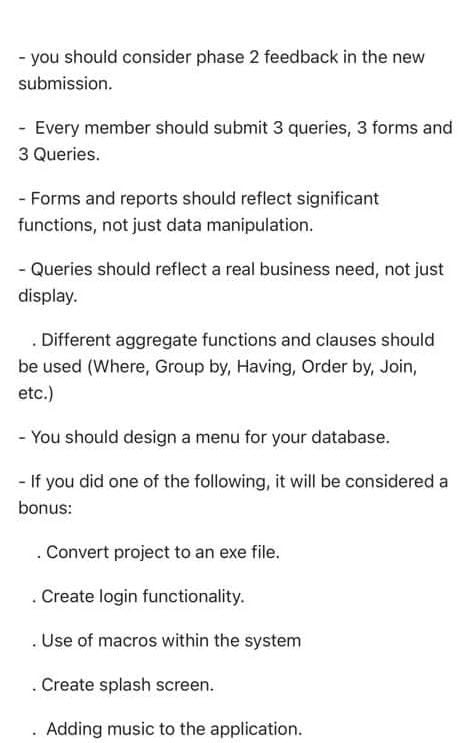 - you should consider phase 2 feedback in the new
submission.
- Every member should submit 3 queries, 3 forms and
3 Queries.
- Forms and reports should reflect significant
functions, not just data manipulation.
- Queries should reflect a real business need, not just
display.
. Different aggregate functions and clauses should
be used (Where, Group by, Having, Order by, Join,
etc.)
- You should design a menu for your database.
- If you did one of the following, it will be considered a
bonus:
. Convert project to an exe file.
. Create login functionality.
. Use of macros within the system
. Create splash screen.
. Adding music to the application.